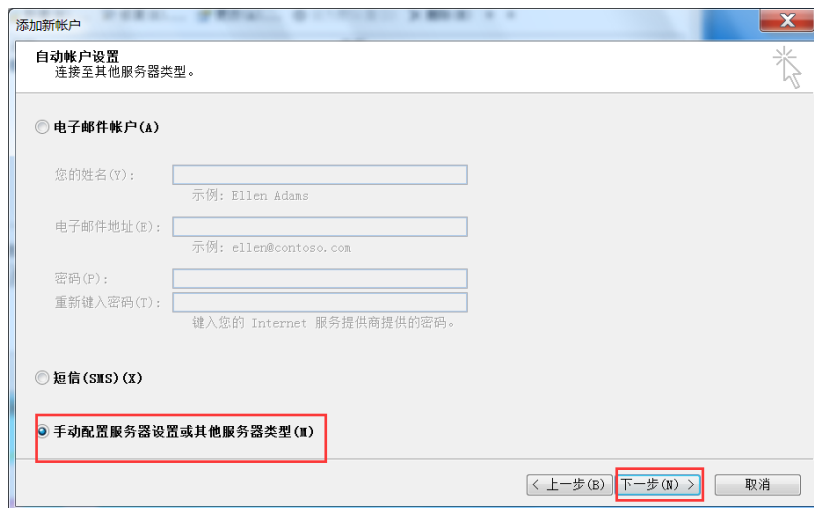 添加新帐户
自动帐户设置
连接至其他服务器类型。
电子邮件帐户(A)
您的姓名(Y):
示例: Ellen Adams
电子邮件地址(E):
示例: ellen@contoso.com
密码(P):
重新键入密码(T):
键入您的 Internet 服务提供商提供的密码。
短信(SMS)(X)
手动配置服务器设置或其他服务器类型(M)
< 上一步(B) 下一步(N) > 取消